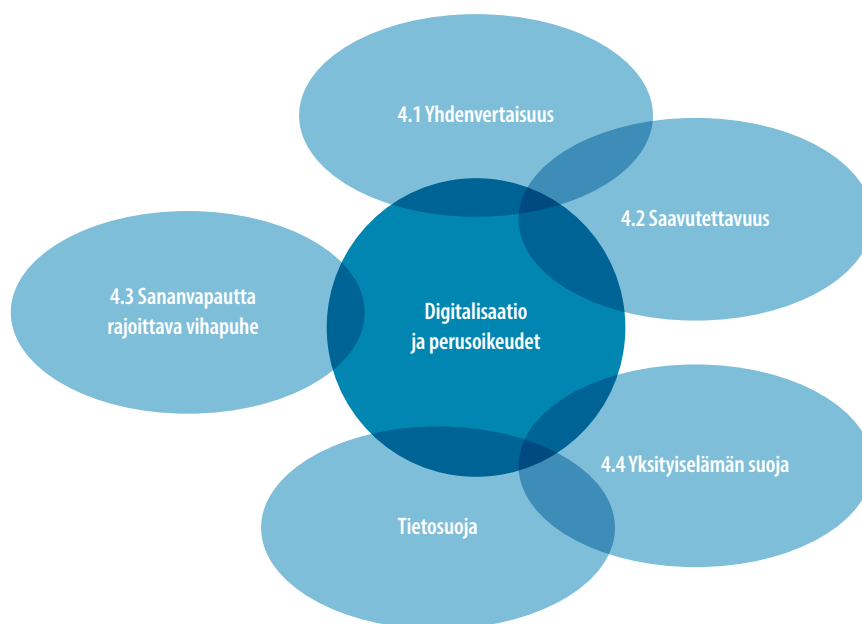 4.1 Yhdenvertaisuus
4.2 Saavutettavuus
4.3 Sananvapautta
rajoittava vihapuhe
Digitalisaatio
ja perusoikeudet
4.4 Yksityiselämän suoja
Tietosuoja